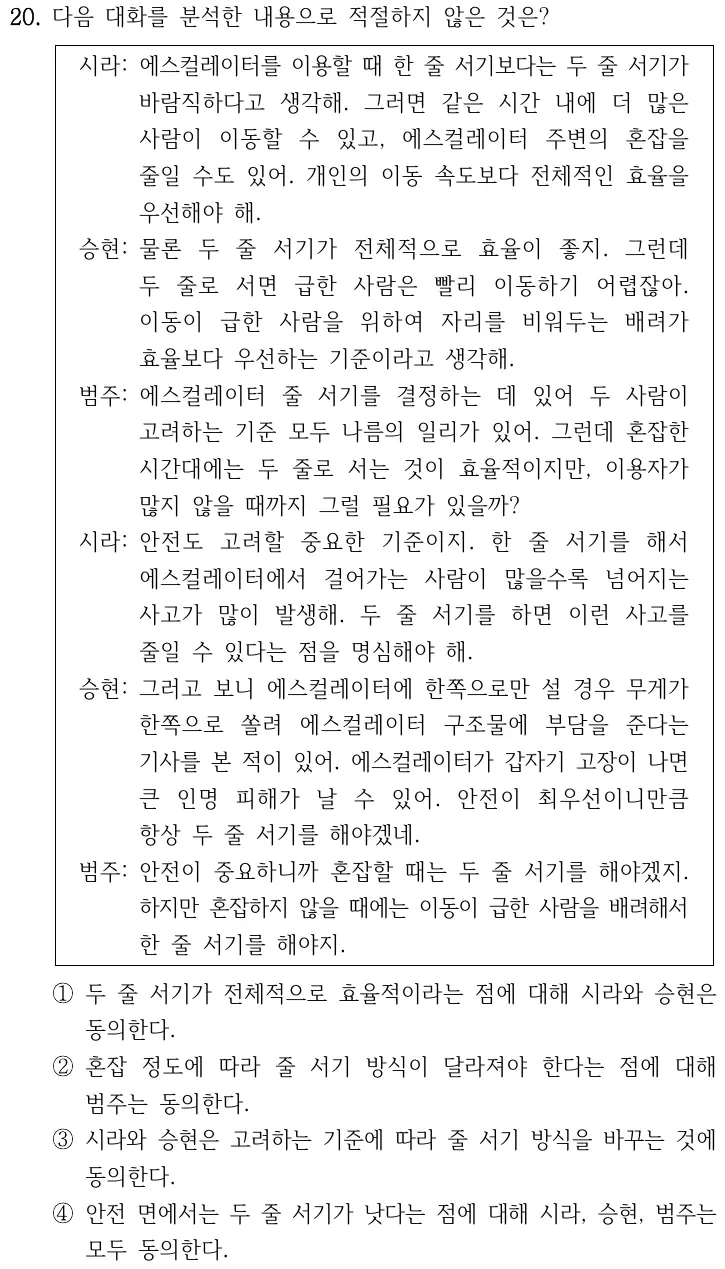 20. 다음 대화를 분석한 내용으로 적절하지 않은 것은?
시라: 에스컬레이터를 이용할 때 한 줄 서기보다는 두 줄 서기가
바람직하다고 생각해. 그러면 같은 시간 내에 더 많은
사람이 이동할 수 있고, 에스컬레이터 주변의 혼잡을
줄일 수도 있어. 개인의 이동 속도보다 전체적인 효율을
우선해야 해.
승현: 물론 두 줄 서기가 전체적으로 효율이 좋지. 그런데
두 줄로 서면 급한 사람은 빨리 이동하기 어렵잖아.
이동이 급한 사람을 위하여 자리를 비워두는 배려가
효율보다 우선하는 기준이라고 생각해.
범주: 에스컬레이터 줄 서기를 결정하는 데 있어 두 사람이
고려하는 기준 모두 나름의 일리가 있어. 그런데 혼잡한
시간대에는 두 줄로 서는 것이 효율적이지만, 이용자가
많지 않을 때까지 그럴 필요가 있을까?
시라: 안전도 고려할 중요한 기준이지. 한 줄 서기를 해서
에스컬레이터에서 걸어가는 사람이 많을수록 넘어지는
사고가 많이 발생해. 두 줄 서기를 하면 이런 사고를
줄일 수 있다는 점을 명심해야 해.
승현: 그러고 보니 에스컬레이터에 한쪽으로만 설 경우 무게가
한쪽으로 쏠려 에스컬레이터 구조물에 부담을 준다는
기사를 본 적이 있어. 에스컬레이터가 갑자기 고장이 나면
큰 인명 피해가 날 수 있어. 안전이 최우선이니만큼
항상 두 줄 서기를 해야겠네.
범주: 안전이 중요하니까 혼잡할 때는 두 줄 서기를 해야겠지.
하지만 혼잡하지 않을 때에는 이동이 급한 사람을 배려해서
한 줄 서기를 해야지.
① 두 줄 서기가 전체적으로 효율적이라는 점에 대해 시라와 승현은
동의한다.
② 혼잡 정도에 따라 줄 서기 방식이 달라져야 한다는 점에 대해
범주는 동의한다.
③ 시라와 승현은 고려하는 기준에 따라 줄 서기 방식을 바꾸는 것에
동의한다.
④ 안전 면에서는 두 줄 서기가 낫다는 점에 대해 시라, 승현, 범주는
모두 동의한다.